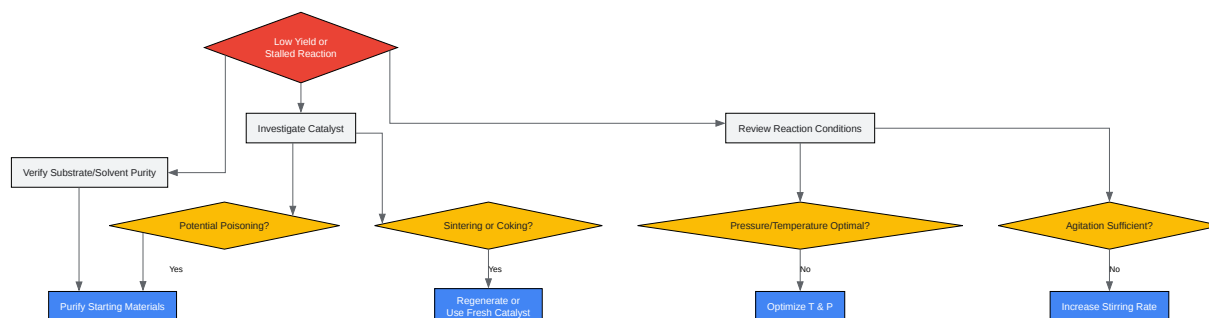 Low Yield or
Stalled Reaction
Investigate Catalyst
Review Reaction Conditions
Verify Substrate/Solvent Purity
Potential Poisoning?
Sintering or Coking?
Pressure/Temperature Optimal?
Agitation Sufficient?
Yes
Yes
No
No
Purify Starting Materials
Regenerate or
Use Fresh Catalyst
Optimize T & P
Increase Stirring Rate